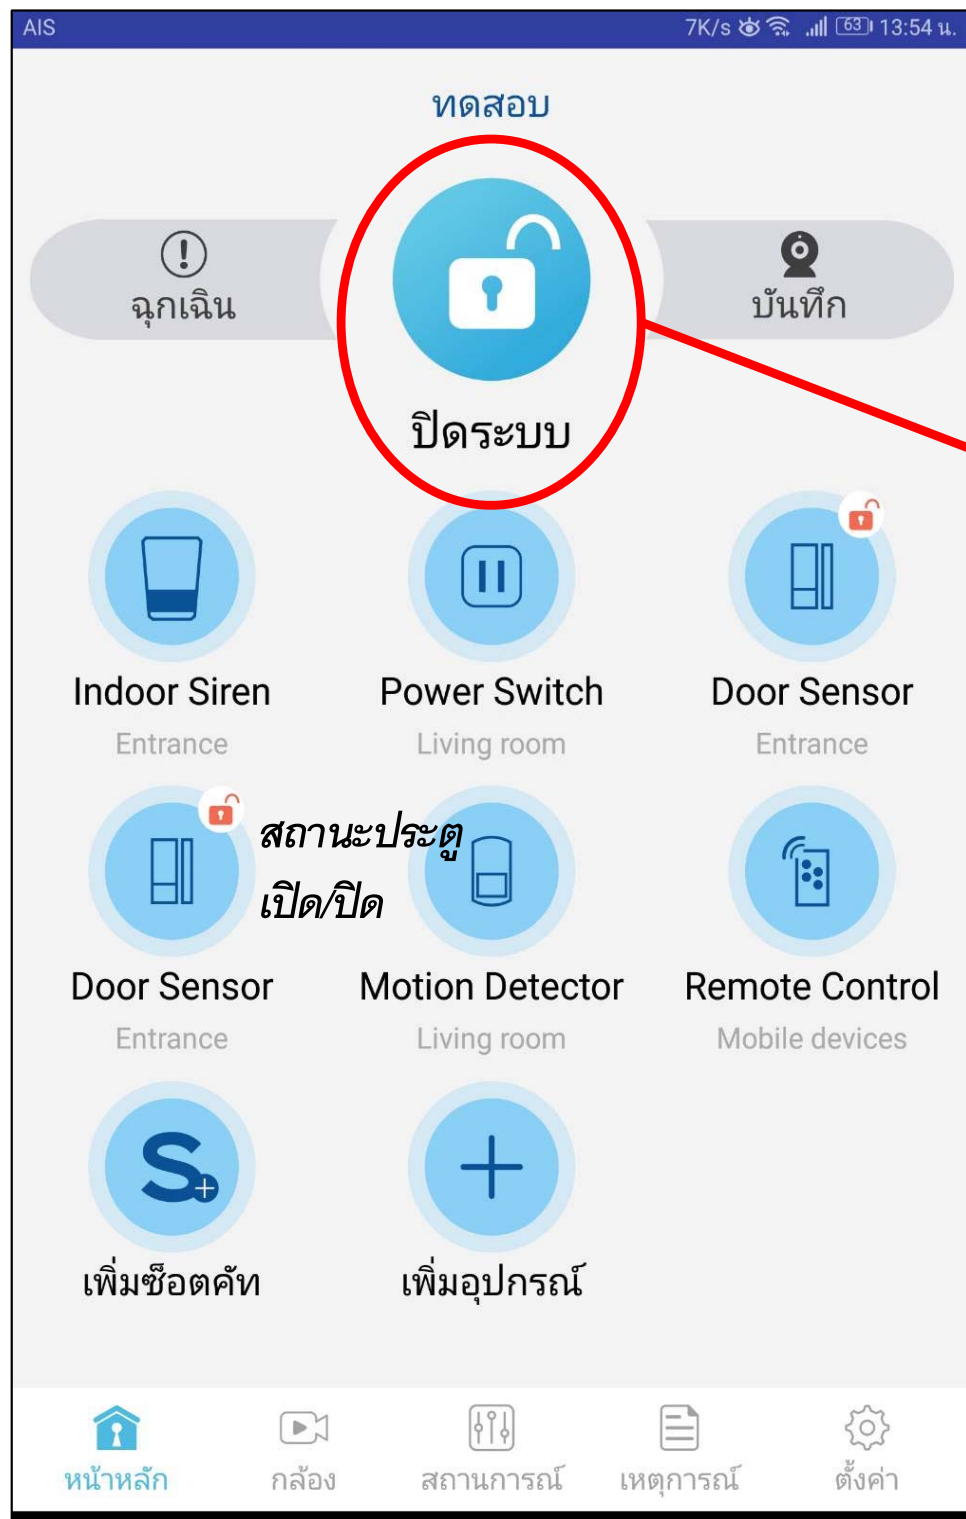 AIS 7K/s 63 13:54 น.
ทดสอบ
ฉุกเฉิน
บันทึก
ปิดระบบ
Indoor Siren Power Switch Door Sensor
Entrance Living room Entrance
สถานะประตู
เปิด/ปิด
Door Sensor Motion Detector Remote Control
Entrance Living room Mobile devices
S
เพิ่มซ็อตคัท เพิ่มอุปกรณ์
หน้าหลัก กล้อง สถานการณ์ เหตุการณ์ ตั้งค่า